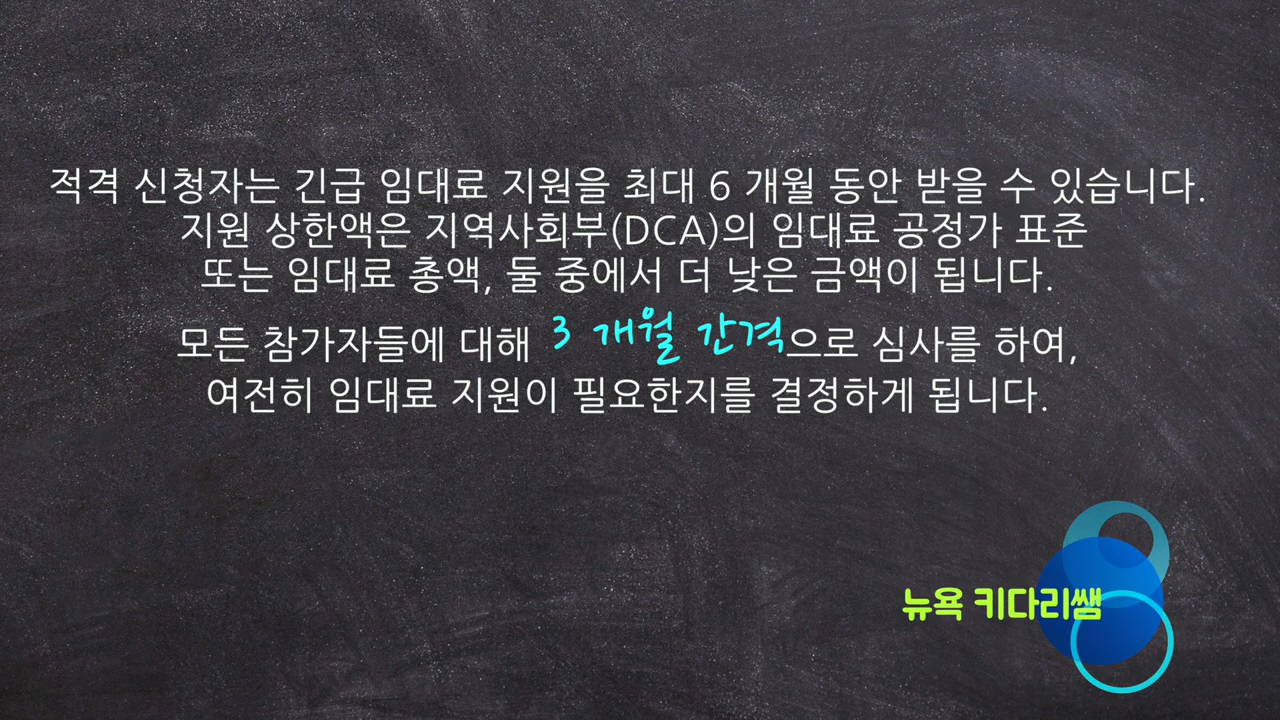 적격 신청자는 긴급 임대료 지원을 최대 6 개월 동안 받을 수 있습니다.
지원 상한액은 지역사회부(DCA)의 임대료 공정가 표준
또는 임대료 총액, 둘 중에서 더 낮은 금액이 됩니다.
모든 참가자들에 대해 3 개월 간격으로 심사를 하여,
여전히 임대료 지원이 필요한지를 결정하게 됩니다.
뉴욕 키다리쌤